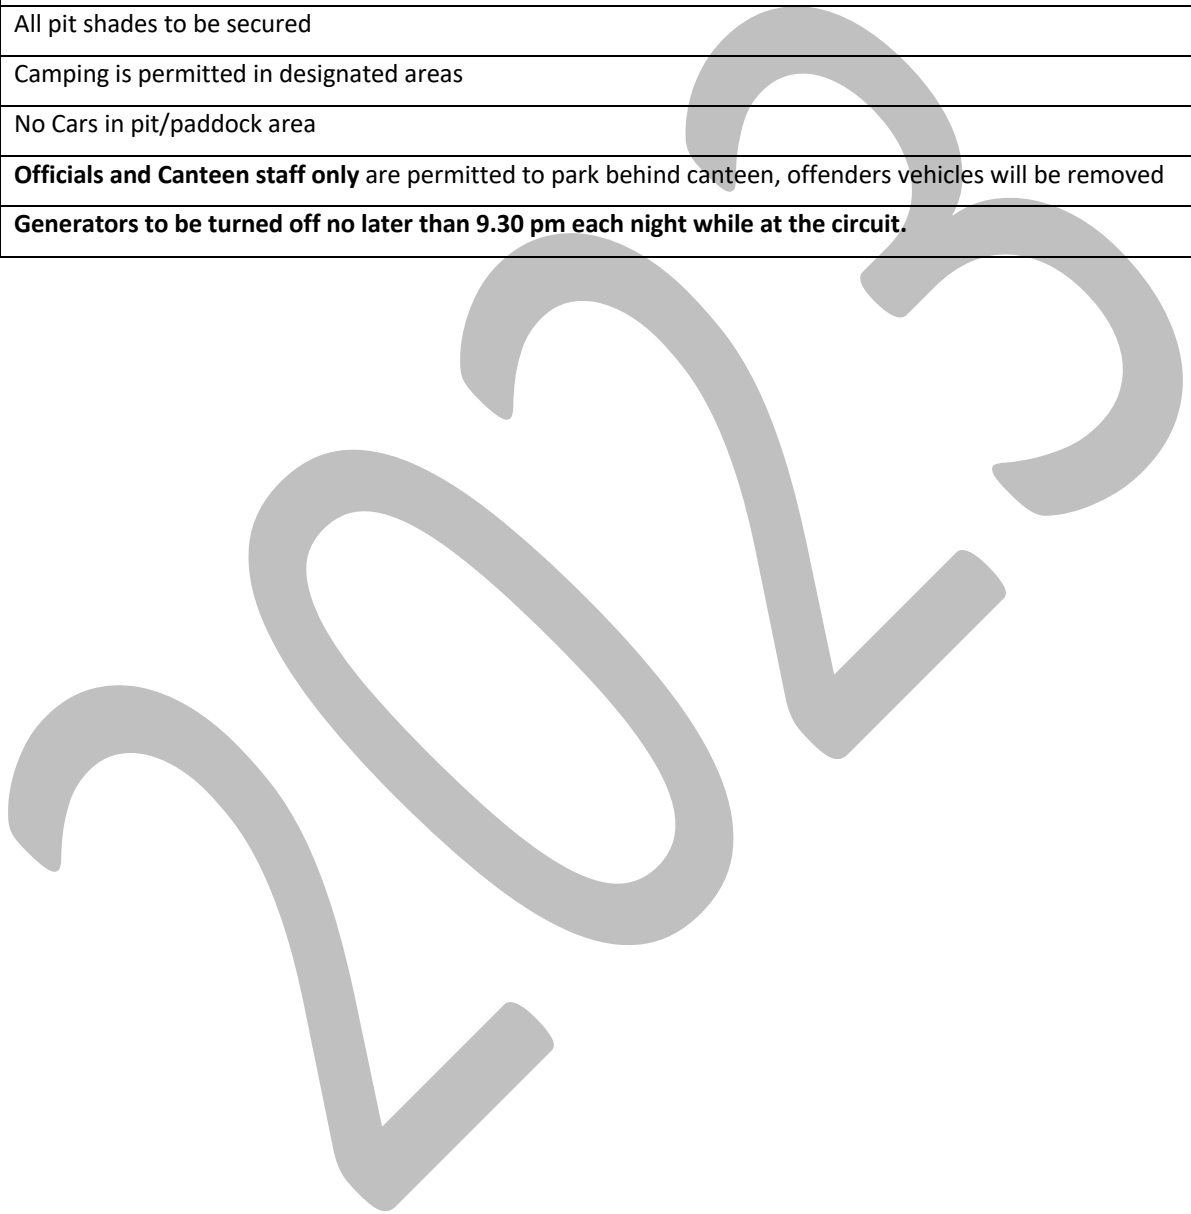 All pit shades to be secured
Camping is permitted in designated areas
No Cars in pit/paddock area
Officials and Canteen staff only are permitted to park behind canteen, offenders vehicles will be removed
Generators to be turned off no later than 9.30 pm each night while at the circuit.
2023